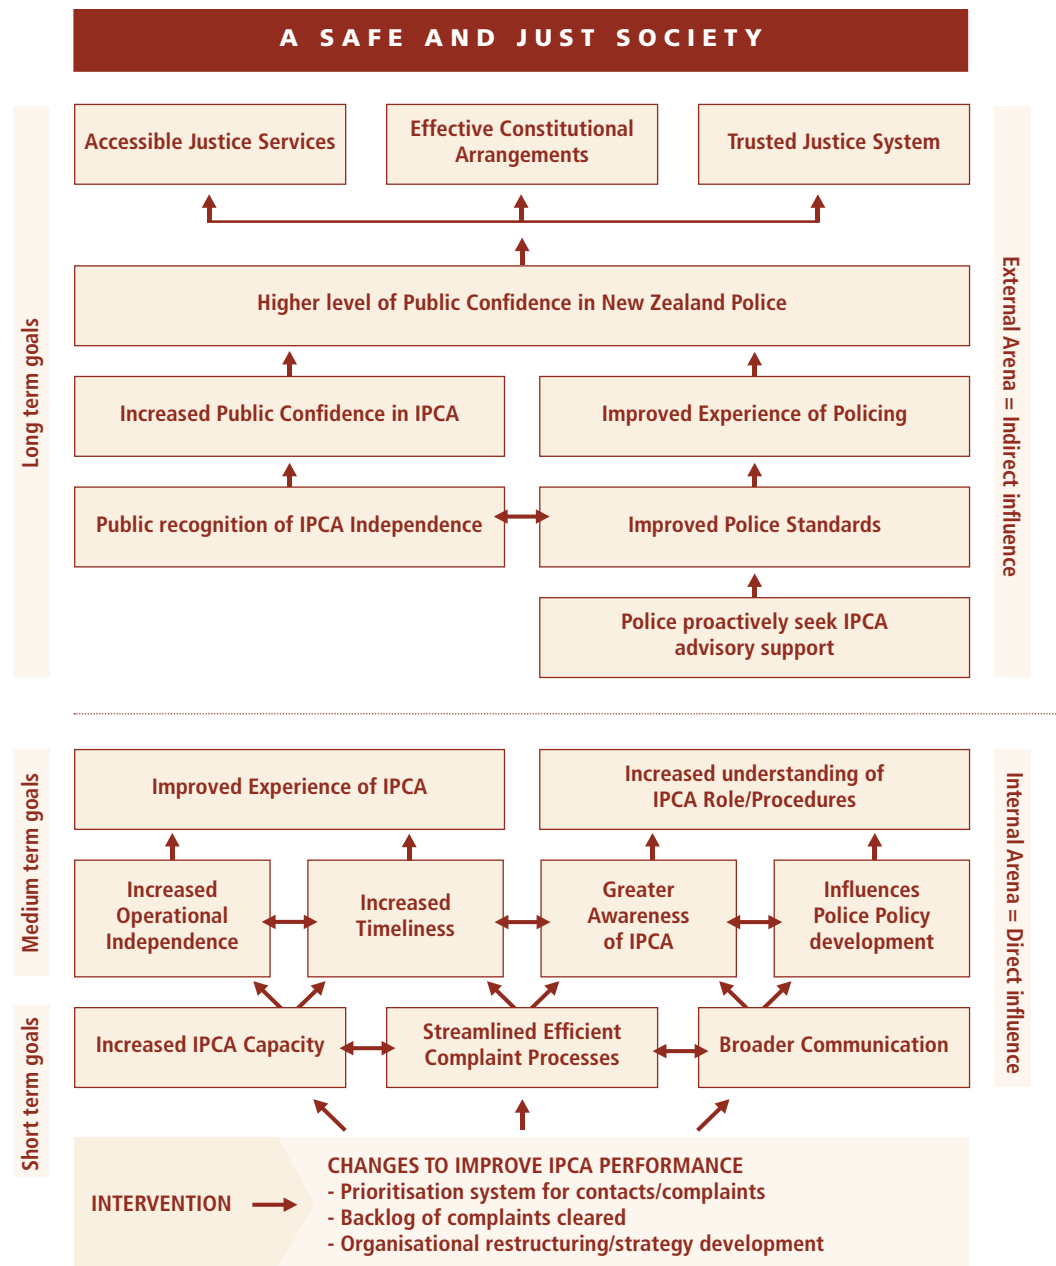 A SAFE AND JUST SOCIETY
Accessible Justice Services
Effective Constitutional
Arrangements
Trusted Justice System
Higher level of Public Confidence in New Zealand Police
Increased Public Confidence in IPCA
Improved Experience of Policing
Public recognition of IPCA Independence
Improved Police Standards
Police proactively seek IPCA
advisory support
Long term goals
External Arena = Indirect influence
Improved Experience of IPCA
Increased understanding of
IPCA Role/Procedures
Increased
Operational
Independence
Increased
Timeliness
Greater
Awareness
of IPCA
Influences
Police Policy
development
Medium term goals
Internal Arena = Direct influence
Increased IPCA Capacity
Streamlined Efficient
Complaint Processes
Broader Communication
Short term goals
INTERVENTION
CHANGES TO IMPROVE IPCA PERFORMANCE
- Prioritisation system for contacts/complaints
- Backlog of complaints cleared
- Organisational restructuring/strategy development